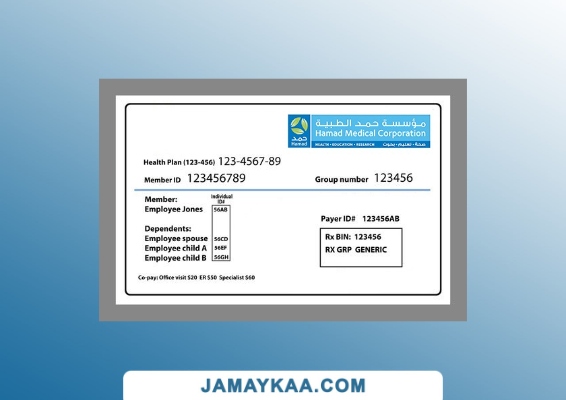 مؤسسة حمد الطبية
Hamad Medical Corporation
حمد
Hamad
HEALTH • EDUCATION • RESEARCH صحة • تعليم • بحوث
Health Plan (123-456) 123-4567-89
Member ID 123456789 Group number 123456
Individual
ID#
Member:
Employee Jones 56AB
Payer ID# 123456AB
Dependents:
Employee spouse 56CD
Employee child A 56EF
Employee child B 56GH
Rx BIN: 123456
RX GRP GENERIC
Co-pay: Office visit $20 ER $50 Specialist $60
JAMAYKAA.COM